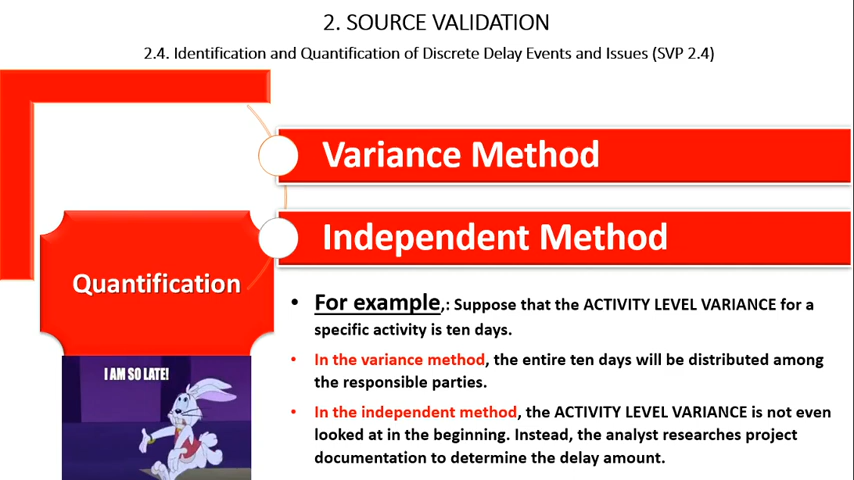 2. SOURCE VALIDATION
2.4. Identification and Quantification of Discrete Delay Events and Issues (SVP 2.4)
Variance Method
Independent Method
Quantification
• For example,: Suppose that the ACTIVITY LEVEL VARIANCE for a
specific activity is ten days.
• In the variance method, the entire ten days will be distributed among
the responsible parties.
• In the independent method, the ACTIVITY LEVEL VARIANCE is not even
looked at in the beginning. Instead, the analyst researches project
documentation to determine the delay amount.
I AM SO LATE!